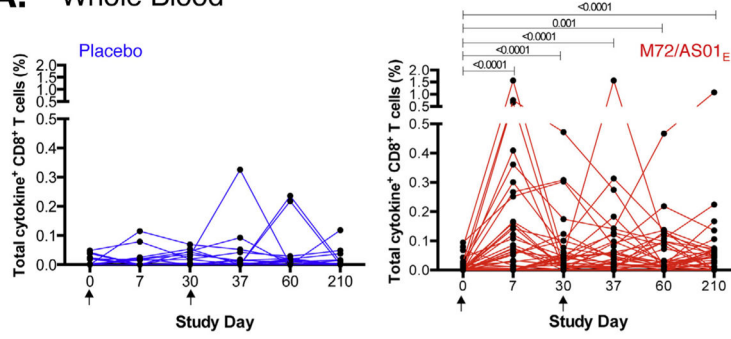 A. Whole Blood
Placebo
Total cytokine⁺ CD8⁺ T cells (%)
2.0
1.5
1.0
0.5
0.5
0.4
0.3
0.2
0.1
0.0
0 7 30 37 60 210
Study Day
<0.0001
0.001
<0.0001
<0.0001
<0.0001
M72/AS01E
Total cytokine⁺ CD8⁺ T cells (%)
2.0
1.5
1.0
0.5
0.5
0.4
0.3
0.2
0.1
0.0
0 7 30 37 60 210
Study Day